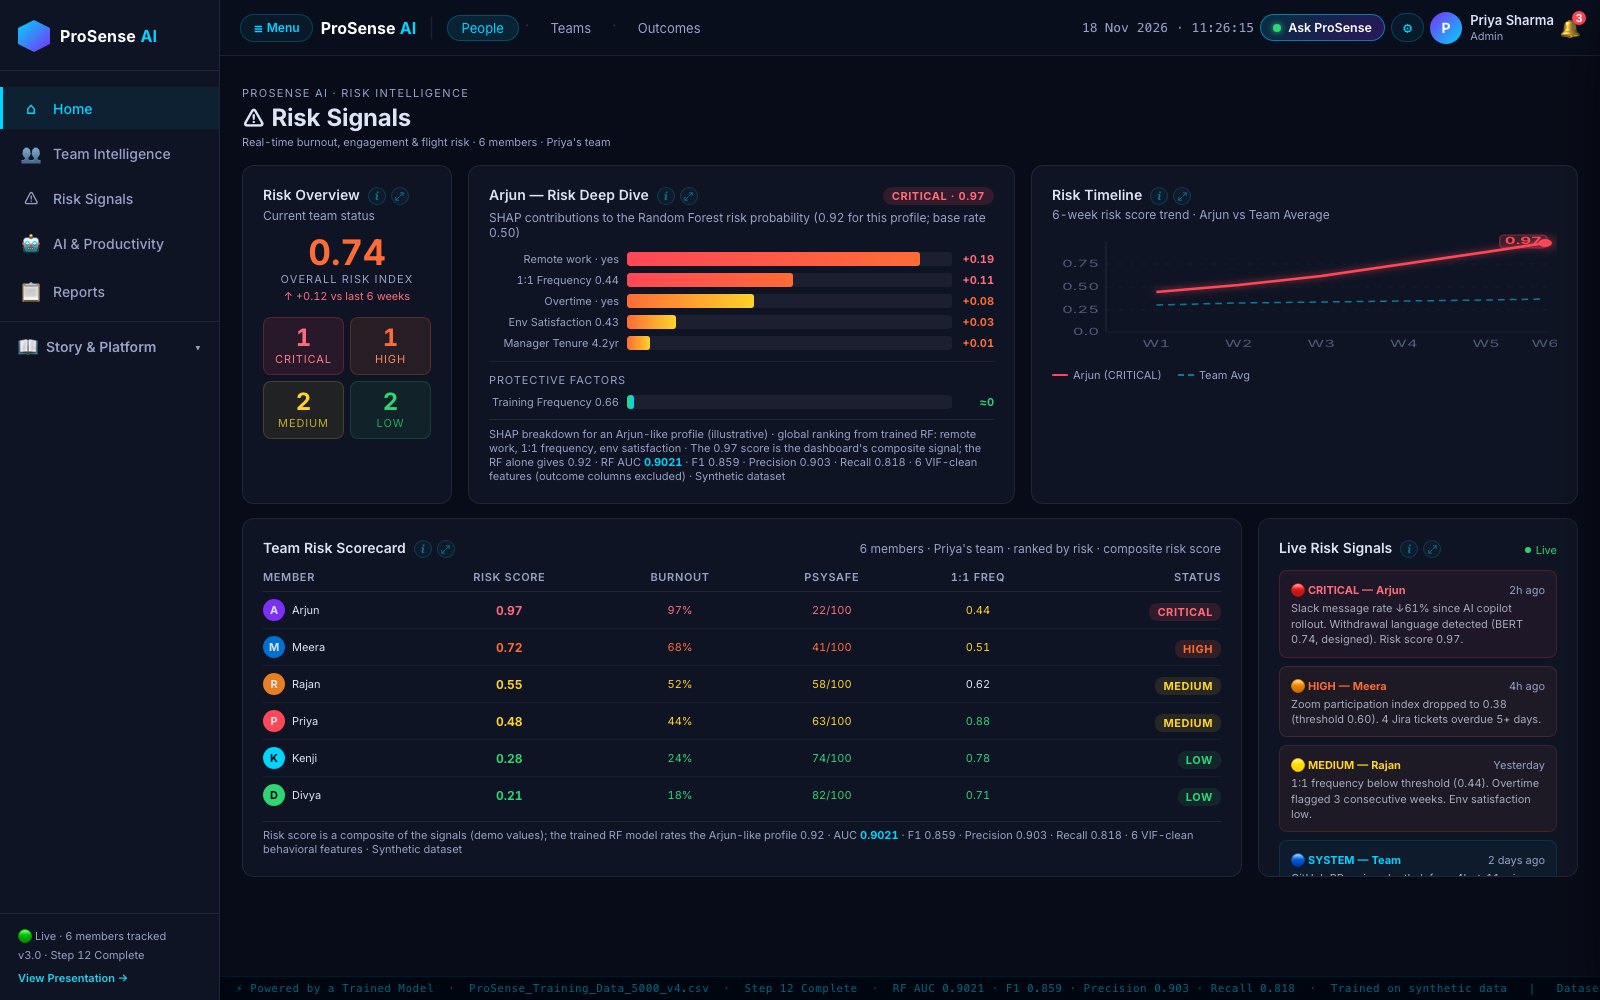 ProSense AI
Home
Team Intelligence
Risk Signals
AI & Productivity
Reports
Story & Platform
Live · 6 members tracked
v3.0 · Step 12 Complete
View Presentation →
≡ Menu
ProSense AI
People · Teams · Outcomes
18 Nov 2026 · 11:26:15
Ask ProSense
P
Priya Sharma
Admin
3
PROSENSE AI · RISK INTELLIGENCE
Risk Signals
Real-time burnout, engagement & flight risk · 6 members · Priya's team
Risk Overview
Current team status
0.74
OVERALL RISK INDEX
↑ +0.12 vs last 6 weeks
1 CRITICAL
1 HIGH
2 MEDIUM
2 LOW
Arjun — Risk Deep Dive
CRITICAL · 0.97
SHAP contributions to the Random Forest risk probability (0.92 for this profile; base rate
0.50)
Remote work · yes +0.19
1:1 Frequency 0.44 +0.11
Overtime · yes +0.08
Env Satisfaction 0.43 +0.03
Manager Tenure 4.2yr +0.01
PROTECTIVE FACTORS
Training Frequency 0.66 ≈0
SHAP breakdown for an Arjun-like profile (illustrative) · global ranking from trained RF: remote
work, 1:1 frequency, env satisfaction · The 0.97 score is the dashboard's composite signal; the
RF alone gives 0.92 · RF AUC 0.9021 · F1 0.859 · Precision 0.903 · Recall 0.818 · 6 VIF-clean
features (outcome columns excluded) · Synthetic dataset
Risk Timeline
6-week risk score trend · Arjun vs Team Average
0.97
0.75
0.50
0.25
0.0
W1 W2 W3 W4 W5 W6
Arjun (CRITICAL) Team Avg
Team Risk Scorecard
6 members · Priya's team · ranked by risk · composite risk score
MEMBER RISK SCORE BURNOUT PSYSAFE 1:1 FREQ STATUS
A Arjun 0.97 97% 22/100 0.44 CRITICAL
M Meera 0.72 68% 41/100 0.51 HIGH
R Rajan 0.55 52% 58/100 0.62 MEDIUM
P Priya 0.48 44% 63/100 0.88 MEDIUM
K Kenji 0.28 24% 74/100 0.78 LOW
D Divya 0.21 18% 82/100 0.71 LOW
Risk score is a composite of the signals (demo values); the trained RF model rates the Arjun-like profile 0.92 · AUC 0.9021 · F1 0.859 · Precision 0.903 · Recall 0.818 · 6 VIF-clean
behavioral features · Synthetic dataset
Live Risk Signals
Live
CRITICAL — Arjun 2h ago
Slack message rate ↓61% since AI copilot
rollout. Withdrawal language detected (BERT
0.74, designed). Risk score 0.97.
HIGH — Meera 4h ago
Zoom participation index dropped to 0.38
(threshold 0.60). 4 Jira tickets overdue 5+ days.
MEDIUM — Rajan Yesterday
1:1 frequency below threshold (0.44). Overtime
flagged 3 consecutive weeks. Env satisfaction
low.
SYSTEM — Team 2 days ago
⚡ Powered by a Trained Model · ProSense_Training_Data_5000_v4.csv · Step 12 Complete · RF AUC 0.9021 · F1 0.859 · Precision 0.903 · Recall 0.818 · Trained on synthetic data | Datase